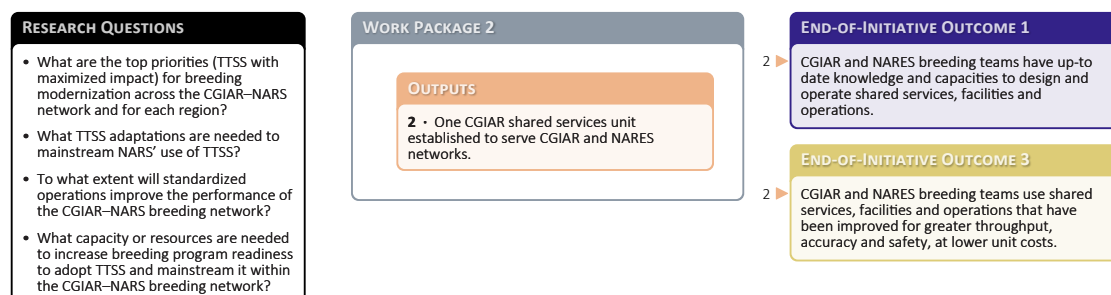 RESEARCH QUESTIONS
• What are the top priorities (TTSS with
maximized impact) for breeding
modernization across the CGIAR–NARS
network and for each region?
• What TTSS adaptations are needed to
mainstream NARS’ use of TTSS?
• To what extent will standardized
operations improve the performance of
the CGIAR–NARS breeding network?
• What capacity or resources are needed
to increase breeding program readiness
to adopt TTSS and mainstream it within
the CGIAR–NARS breeding network?
WORK PACKAGE 2
OUTPUTS
2 · One CGIAR shared services unit
established to serve CGIAR and NARES
networks.
END-OF-INITIATIVE OUTCOME 1
2
CGIAR and NARES breeding teams have up-to
date knowledge and capacities to design and
operate shared services, facilities and
operations.
END-OF-INITIATIVE OUTCOME 3
2
CGIAR and NARES breeding teams use shared
services, facilities and operations that have
been improved for greater throughput,
accuracy and safety, at lower unit costs.